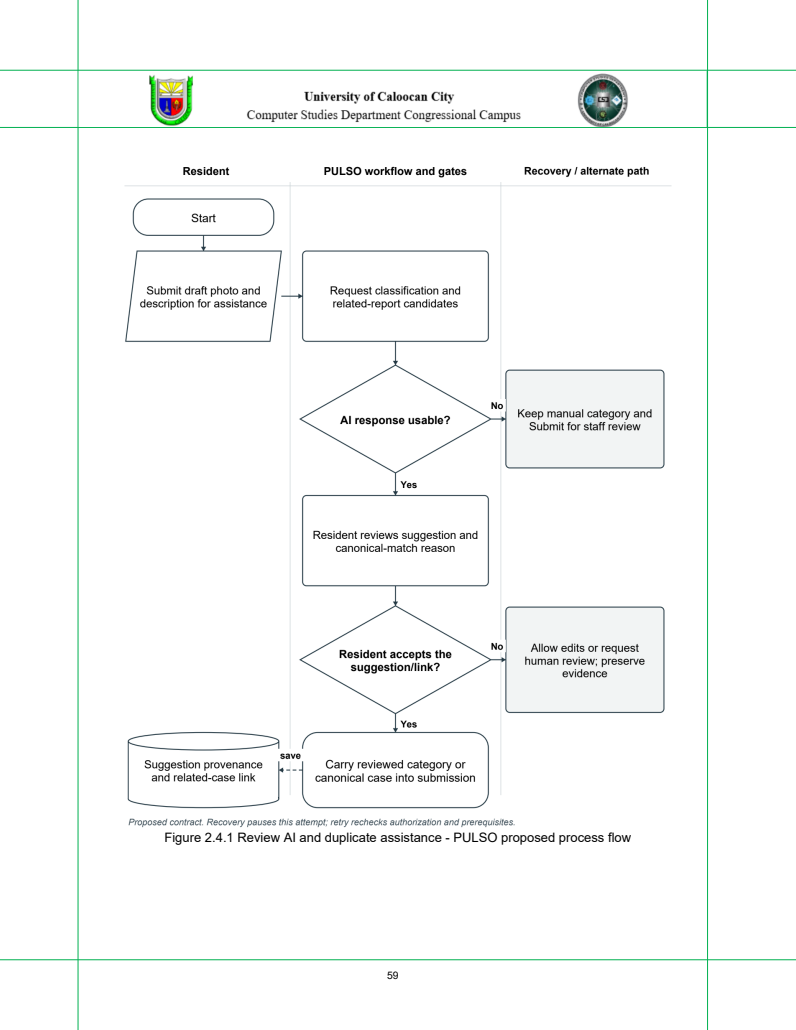 University of Caloocan City
Computer Studies Department Congressional Campus
Resident
PULSO workflow and gates
Recovery / alternate path
Start
Submit draft photo and
description for assistance
Request classification and
related-report candidates
AI response usable?
No
Keep manual category and
Submit for staff review
Yes
Resident reviews suggestion and
canonical-match reason
Resident accepts the
suggestion/link?
No
Allow edits or request
human review; preserve
evidence
Yes
Suggestion provenance
and related-case link
save
Carry reviewed category or
canonical case into submission
Proposed contract. Recovery pauses this attempt; retry rechecks authorization and prerequisites.
Figure 2.4.1 Review AI and duplicate assistance - PULSO proposed process flow
59